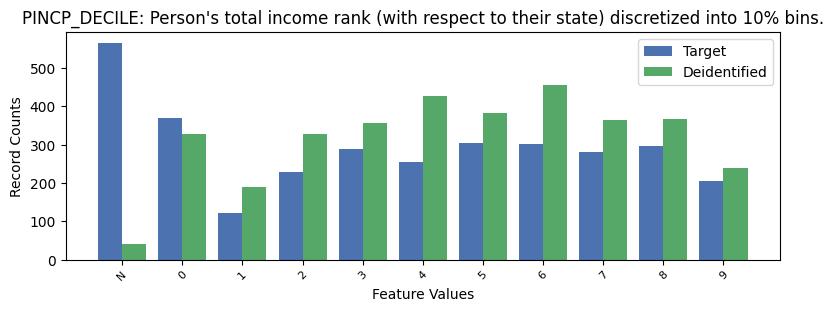 PINCP_DECILE: Person's total income rank (with respect to their state) discretized into 10% bins.
Target
Deidentified
500
400
300
200
100
0
Record Counts
N 0 1 2 3 4 5 6 7 8 9
Feature Values